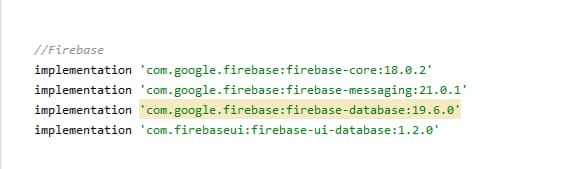 //Firebase
implementation 'com.google.firebase:firebase-core:18.0.2'
implementation 'com.google.firebase:firebase-messaging:21.0.1'
implementation 'com.google.firebase:firebase-database:19.6.0'
implementation 'com.firebaseui:firebase-ui-database:1.2.0'